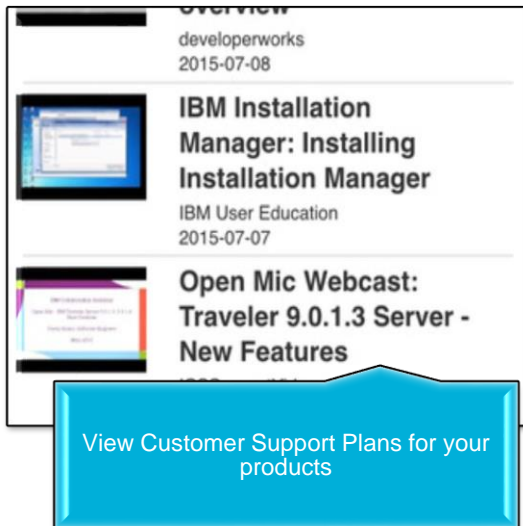 overview
developerworks
2015-07-08
IBM Installation
Manager: Installing
Installation Manager
IBM User Education
2015-07-07
Open Mic Webcast:
Traveler 9.0.1.3 Server -
New Features
View Customer Support Plans for your
products